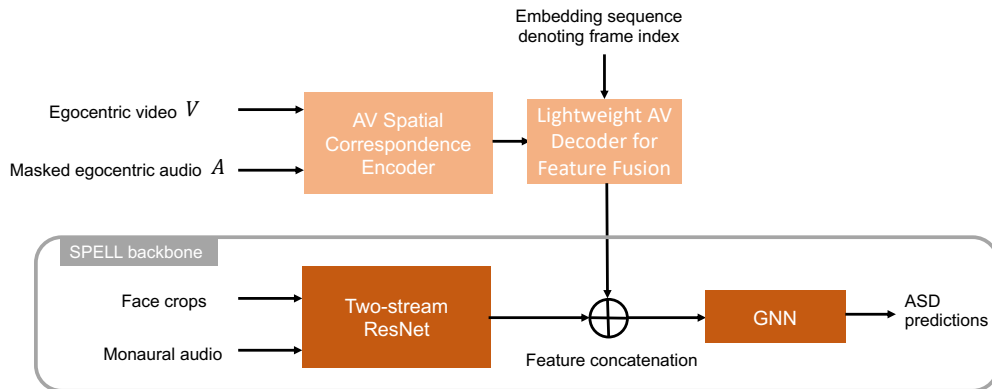 Embedding sequence
denoting frame index
Egocentric video V
Masked egocentric audio A
AV Spatial
Correspondence
Encoder
Lightweight AV
Decoder for
Feature Fusion
SPELL backbone
Face crops
Monaural audio
Two-stream
ResNet
Feature concatenation
GNN
ASD
predictions